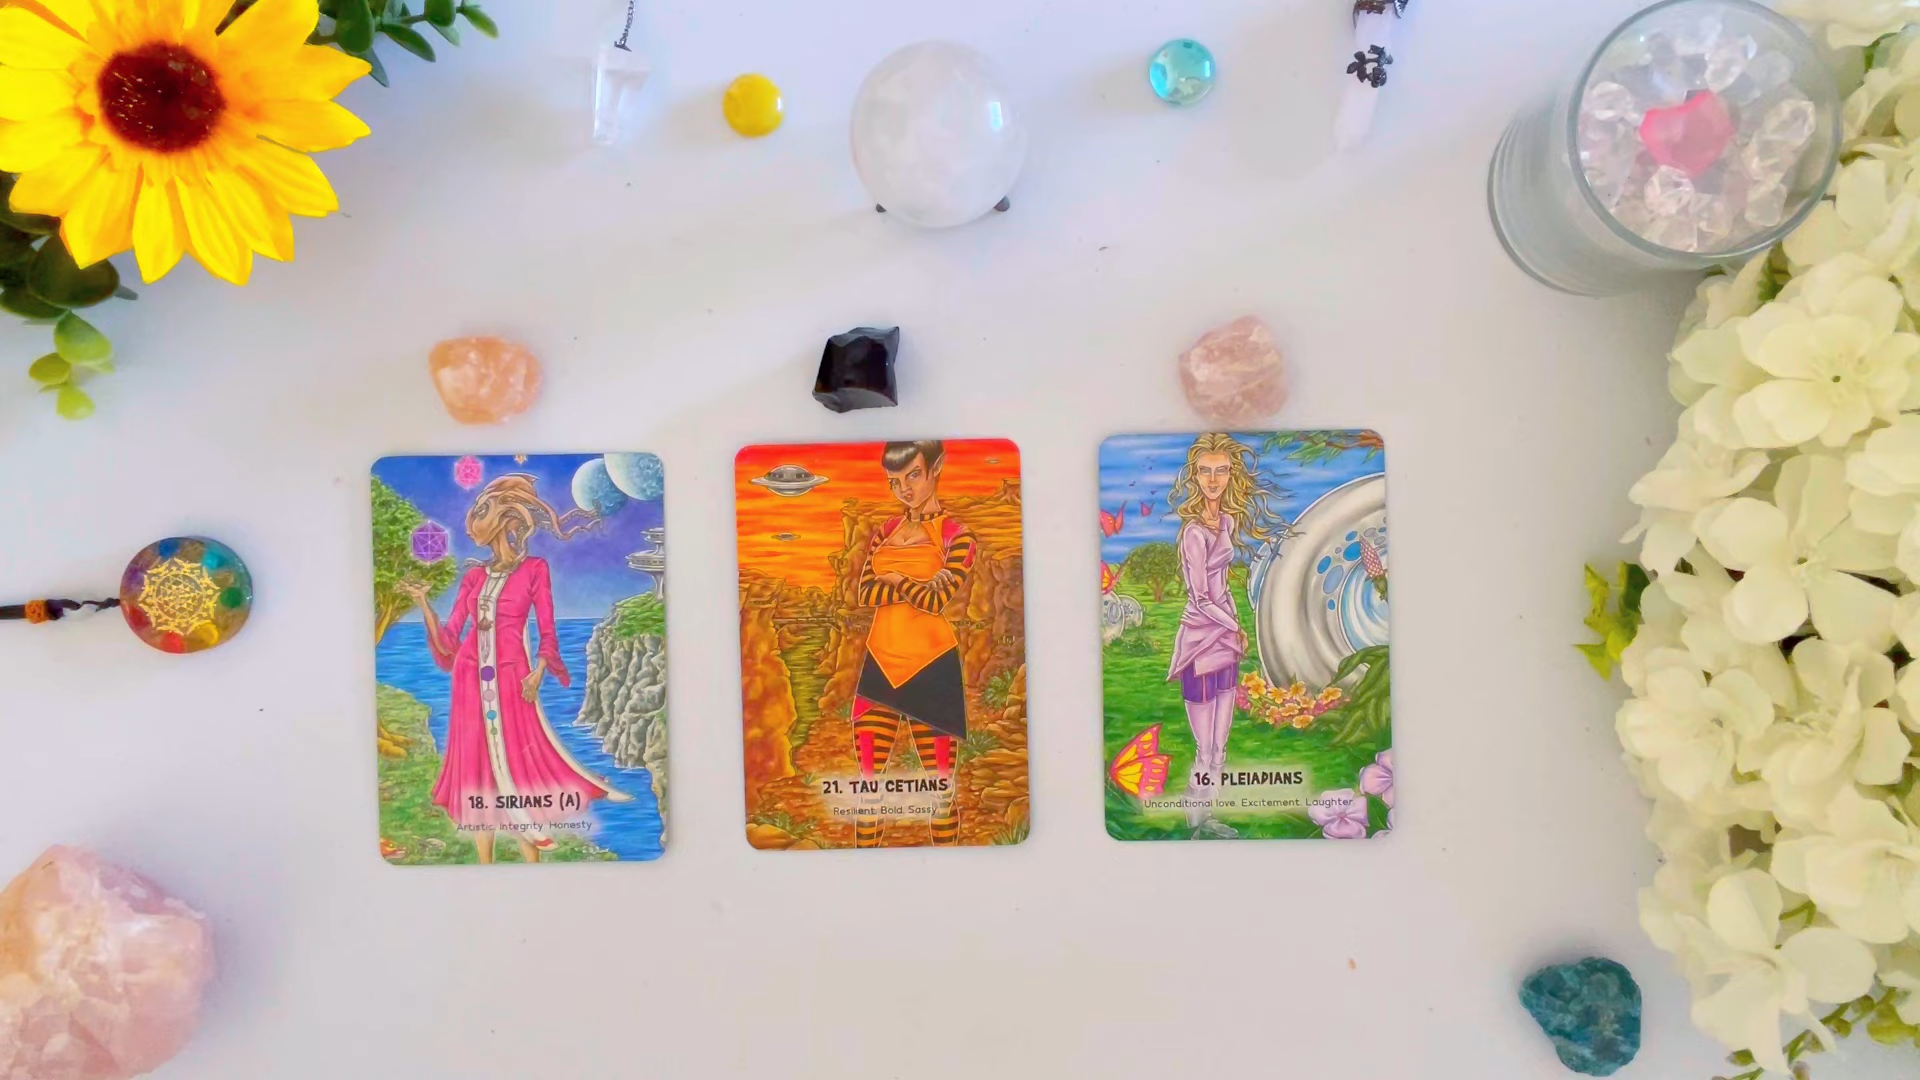 18. SIRIANS (A)
Artistic. Integrity. Honesty
21. TAU CETIANS
Resilient. Bold. Sassy.
16. PLEIADIANS
Unconditional love. Excitement. Laughter.